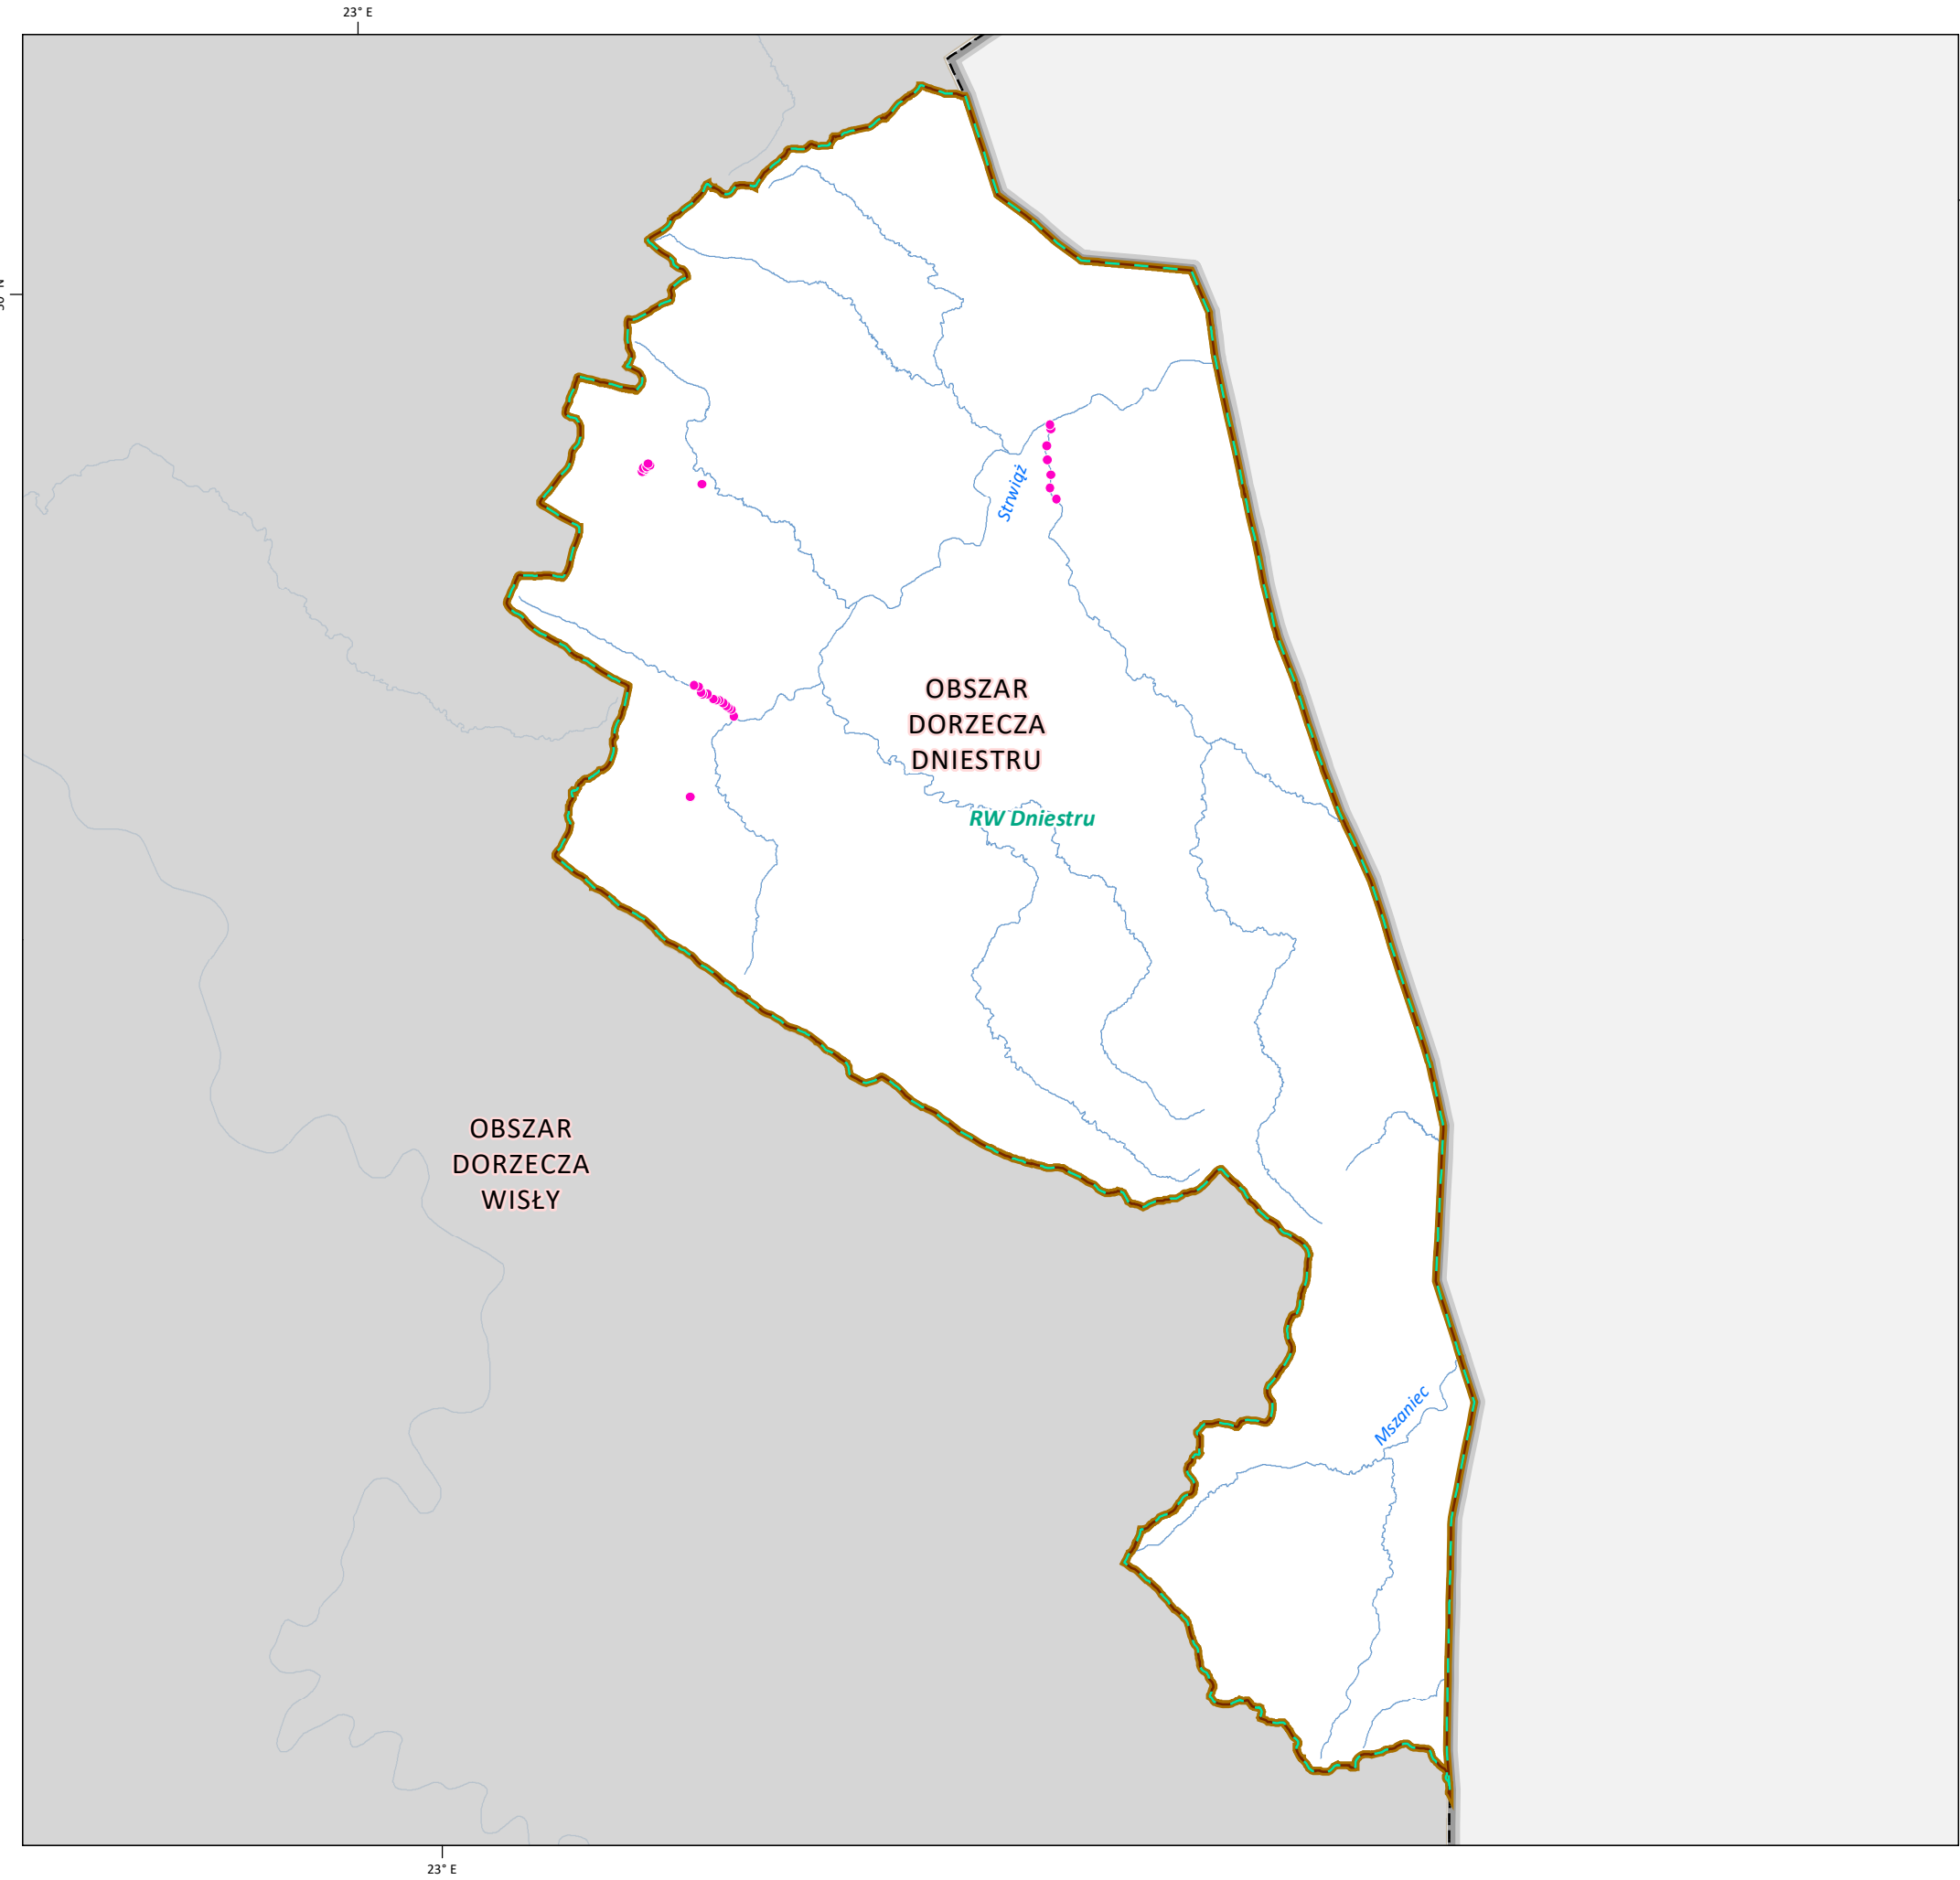 23° E
Strwiąż
OBSZAR
DORZECZA
DNIESTRU
RW Dniestru
OBSZAR
DORZECZA
WISŁY
Mszaniec
23° E